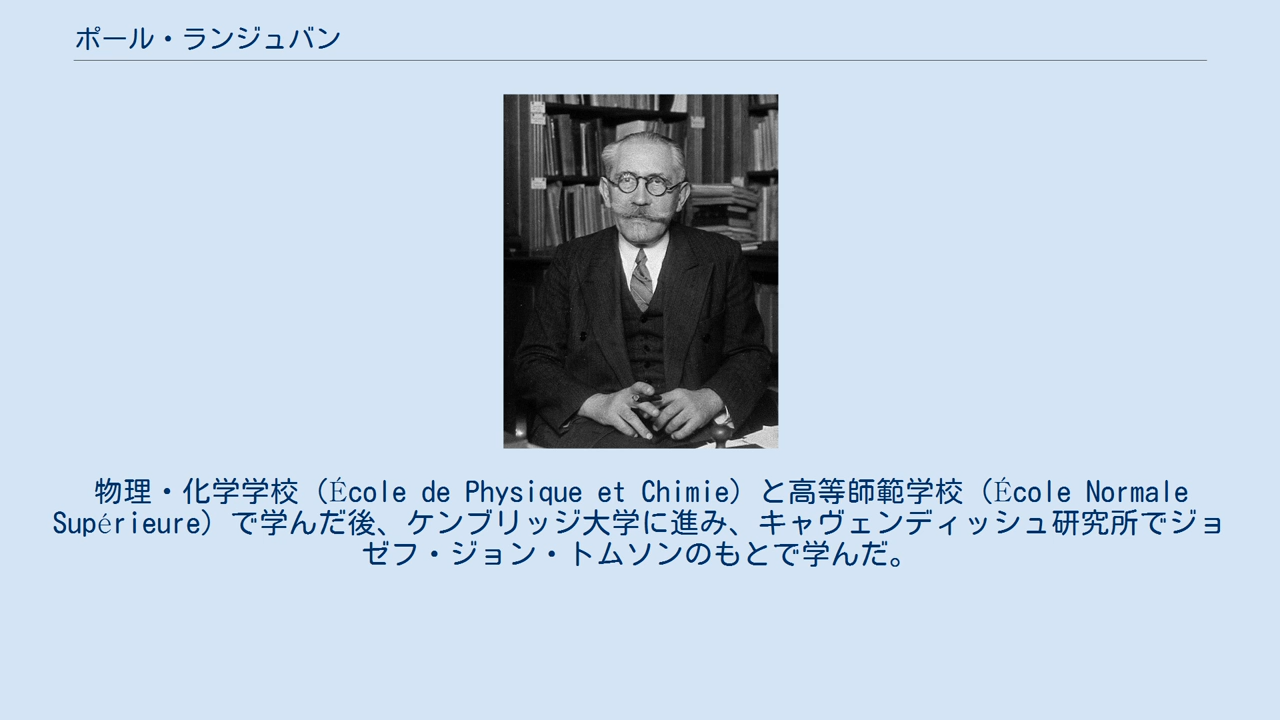 ポール・ランジュバン
物理・化学学校（École de Physique et Chimie）と高等師範学校（École Normale
Supérieure）で学んだ後、ケンブリッジ大学に進み、キャヴェンディッシュ研究所でジョ
ゼフ・ジョン・トムソンのもとで学んだ。